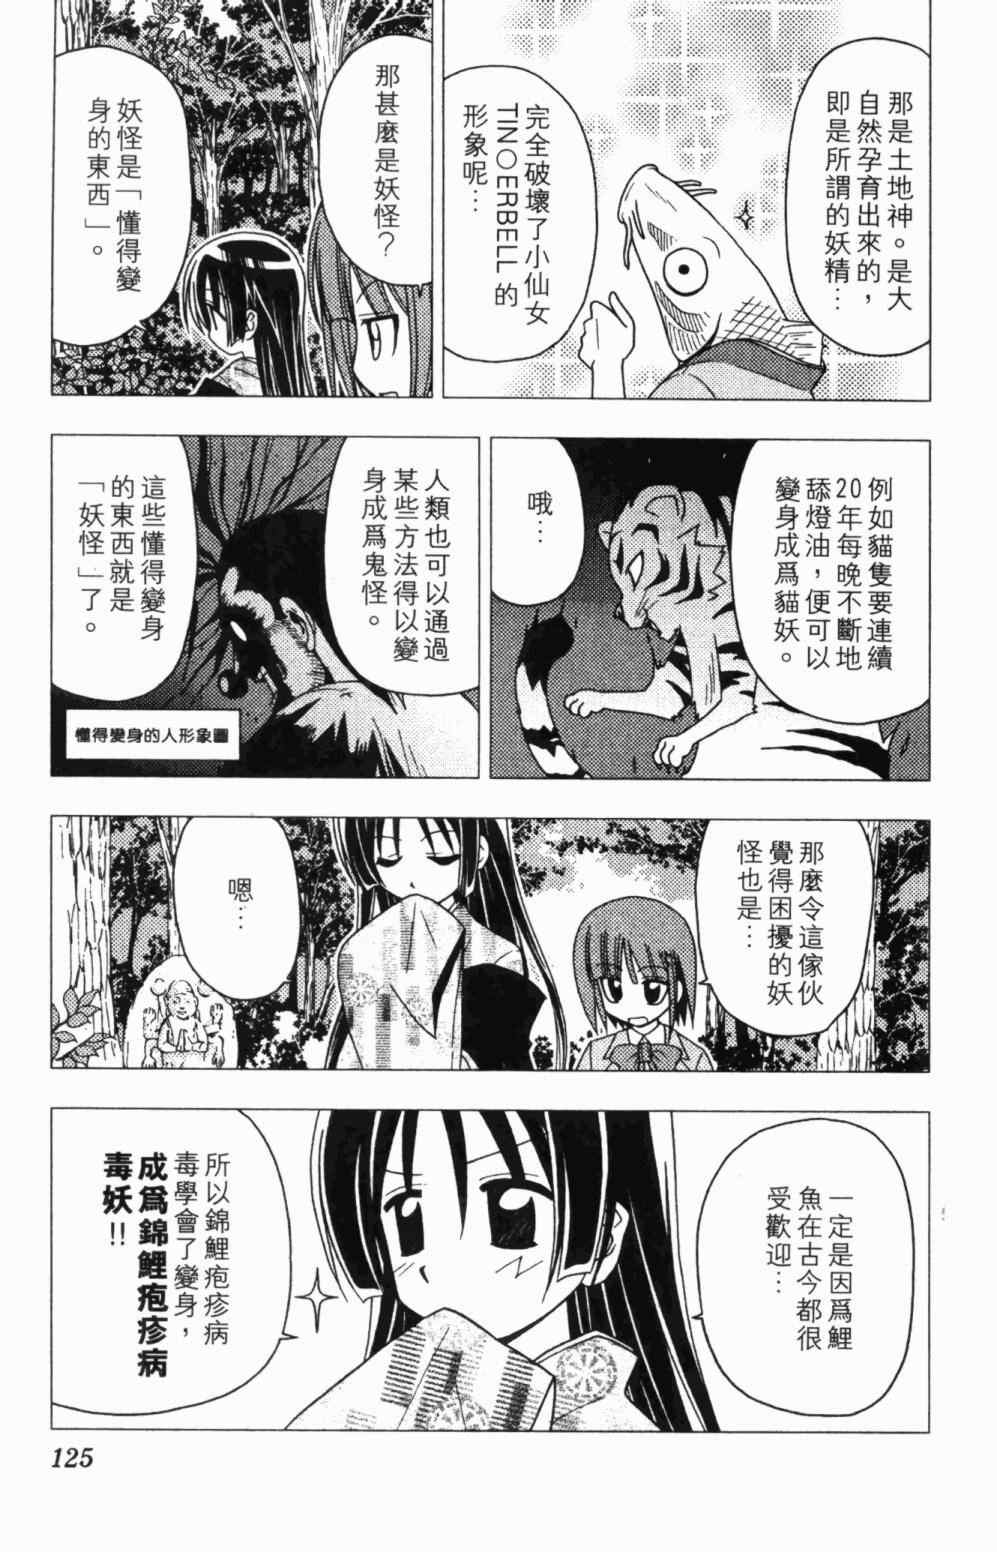 那是土地神。是大
自然孕育出來的，
即是所謂的妖精…
完全破壞了小仙女
TIN○ERBELL的
形象呢…
那甚麼是妖怪？
妖怪是「懂得變
身的東西」。
例如貓隻要連續
20年每晚不斷地
舔燈油，便可以
變身成爲貓妖。
哦…
人類也可以通過
某些方法得以變
身成爲鬼怪。
這些懂得變身
的東西就是
「妖怪」了。
懂得變身的人形象圖
那麼令這傢伙
覺得困擾的妖
怪也是…
嗯…
一定是因爲鯉
魚在古今都很
受歡迎…
所以錦鯉疱疹病
毒學會了變身，
成爲錦鯉疱疹病
毒妖!!
125